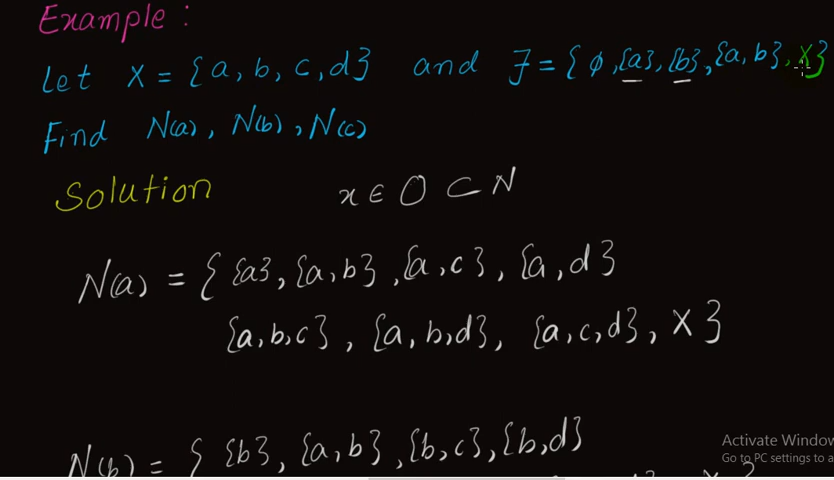 Example :
Let X = {a, b, c, d} and J = { ϕ, {a}, {b}, {a, b}, X}
Find N(a), N(b), N(c)
Solution x ∈ O ⊂ N
N(a) = { {a}, {a, b}, {a, c}, {a, d}
{a, b, c}, {a, b, d}, {a, c, d}, X }
N(b) = { {b}, {a, b}, {b, c}, {b, d}
Activate Window
Go to PC settings to a